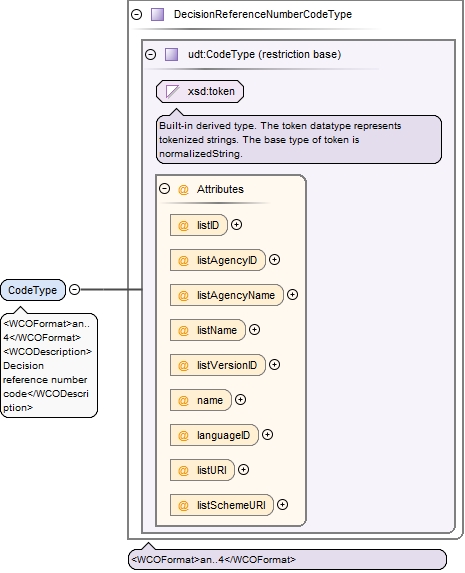 DecisionReferenceNumberCodeType
udt:CodeType (restriction base)
xsd:token
Built-in derived type. The token datatype represents
tokenized strings. The base type of token is
normalizedString.
@ Attributes
@ listID
@ listAgencyID
@ listAgencyName
@ listName
@ listVersionID
@ name
@ languageID
@ listURI
@ listSchemeURI
CodeType
<WCOFormat>an..
4</WCOFormat>
<WCODescription>
Decision
reference number
code</WCODescri
ption>
<WCOFormat>an..4</WCOFormat>